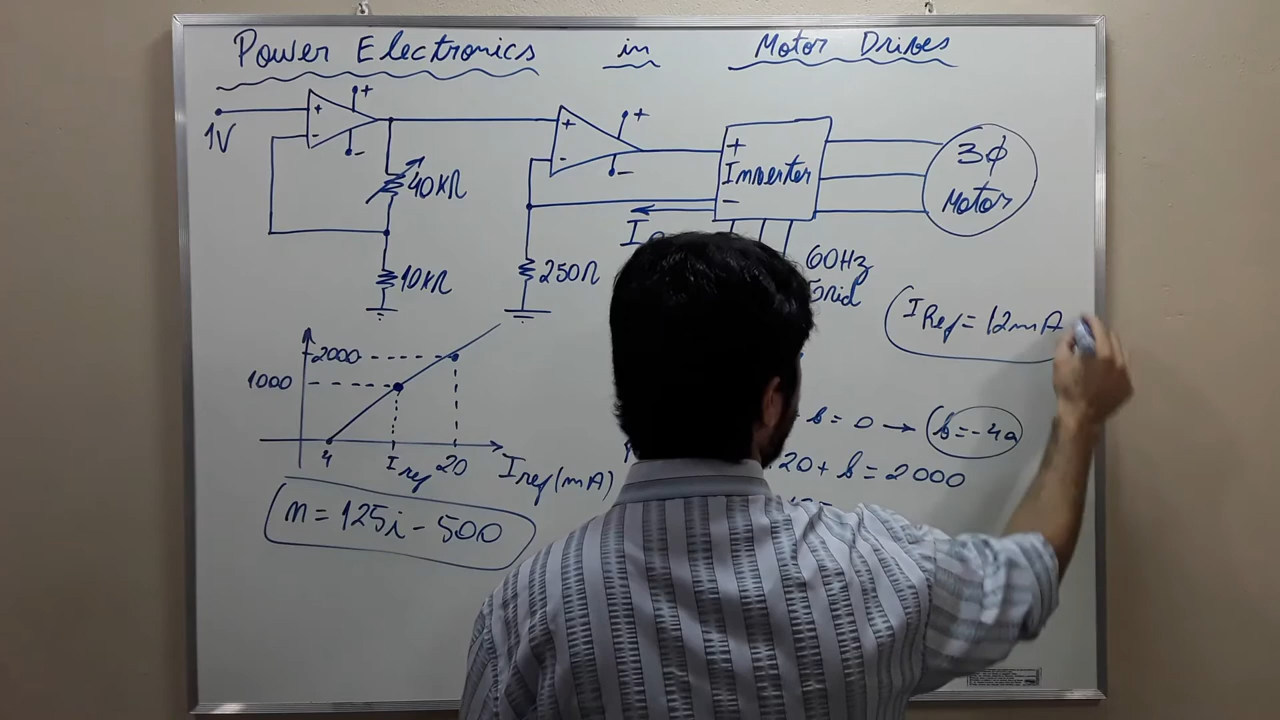 Power Electronics in Motor Drives
1V
+
-
+
-
40KΩ
10KΩ
+
-
+
-
250Ω
+
Inverter
-
3Φ
Motor
60Hz
IRef = 12mA
2000
1000
4
Iref
20
Iref(mA)
n = 125i - 500
b = 0 → b = -4a
20 + b = 2000